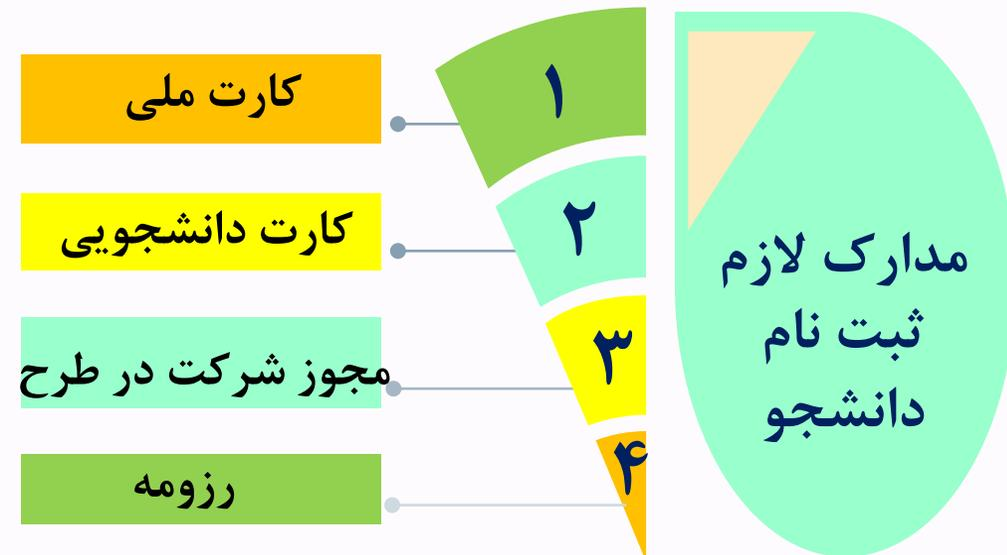 مدارک لازم
ثبت نام
دانشجو
۱
کارت ملی
۲
کارت دانشجویی
۳
مجوز شرکت در طرح
۴
رزومه